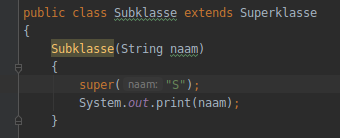 public class Subklasse extends Superklasse
{
Subklasse(String naam)
{
super( naam: "S");
System.out.print(naam);
}